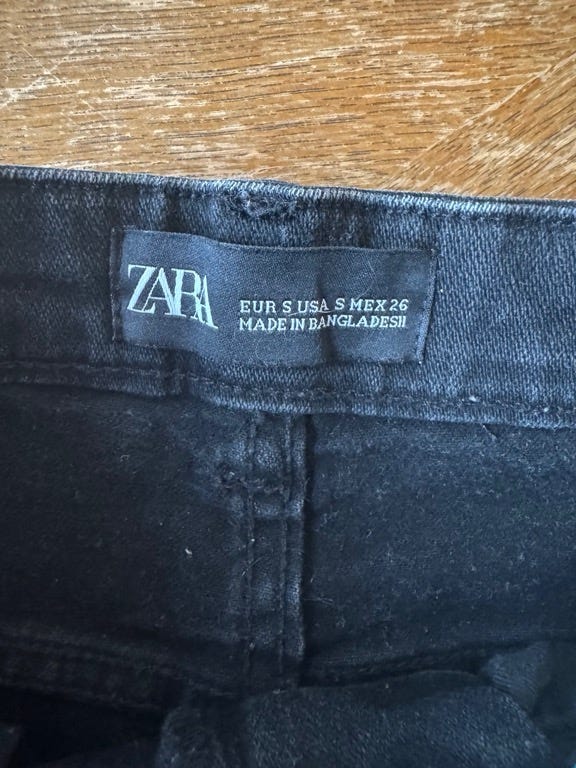 ZARA
EUR S USA S MEX 26
MADE IN BANGLADESH